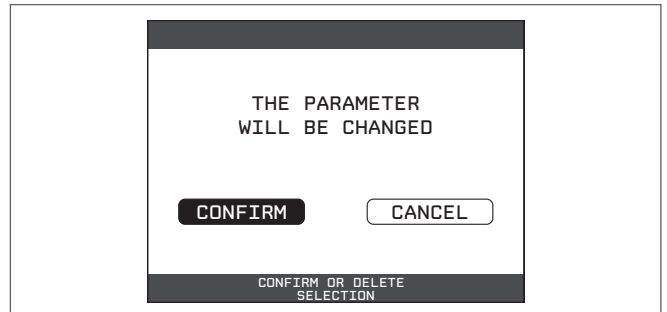 THE PARAMETER
WILL BE CHANGED
CONFIRM
CANCEL
CONFIRM OR DELETE
SELECTION